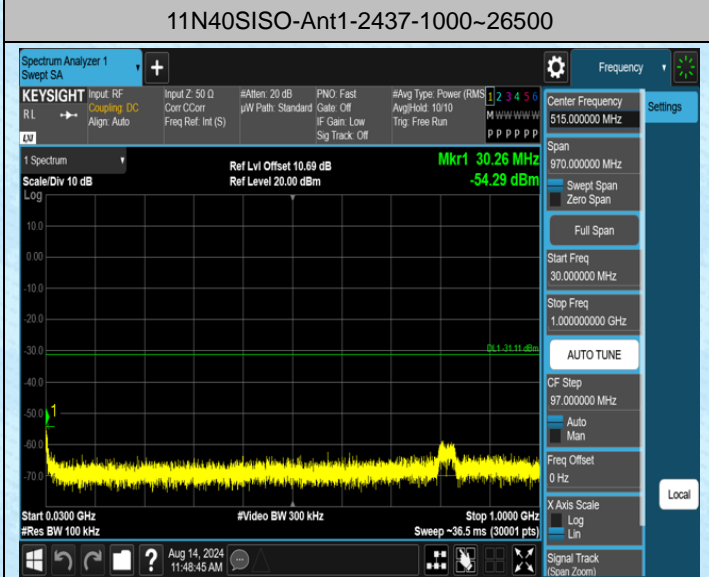 11N40SISO-Ant1-2437-1000~26500
Spectrum Analyzer 1
Swept SA
+
Frequency
KEYSIGHT
RL
LXI
Input: RF
Coupling: DC
Align: Auto
Input Z: 50 Ω
Corr CCorr
Freq Ref: Int (S)
#Atten: 20 dB
µW Path: Standard
PNO: Fast
Gate: Off
IF Gain: Low
Sig Track: Off
#Avg Type: Power (RMS
Avg|Hold: 10/10
Trig: Free Run
1 2 3 4 5 6
M W W W W W
P P P P P P
Settings
Center Frequency
515.000000 MHz
Span
970.000000 MHz
Swept Span
Zero Span
Full Span
Start Freq
30.000000 MHz
Stop Freq
1.000000000 GHz
AUTO TUNE
CF Step
97.000000 MHz
Auto
Man
Freq Offset
0 Hz
X Axis Scale
Log
Lin
Signal Track
(Span Zoom)
Local
1 Spectrum
Scale/Div 10 dB
Log
Ref Lvl Offset 10.69 dB
Ref Level 20.00 dBm
Mkr1 30.26 MHz
-54.29 dBm
10.0
0.00
-10.0
-20.0
-30.0
DL1 -31.11 dBm
-40.0
-50.0
1
-60.0
-70.0
Start 0.0300 GHz
#Res BW 100 kHz
#Video BW 300 kHz
Stop 1.0000 GHz
Sweep ~36.5 ms (30001 pts)
?
Aug 14, 2024
11:48:45 AM